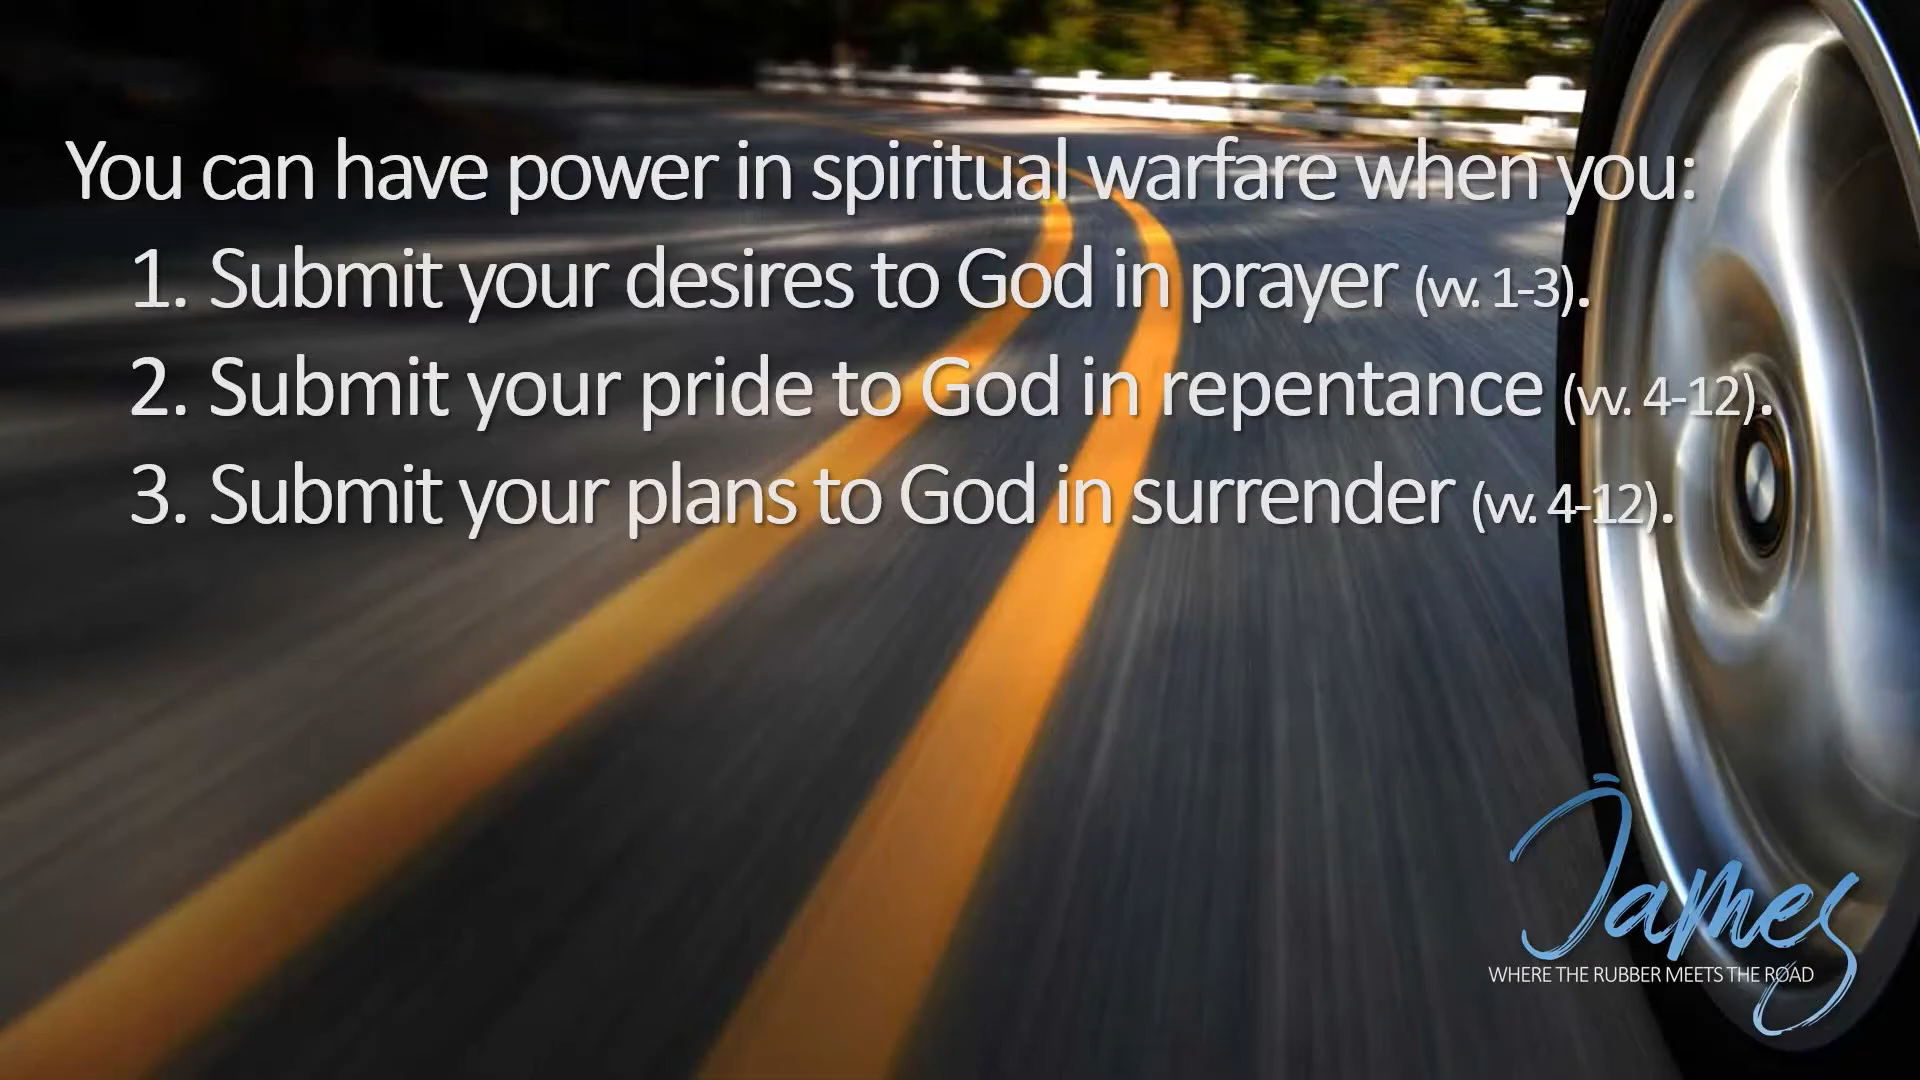 You can have power in spiritual warfare when you:
1. Submit your desires to God in prayer (vv. 1-3).
2. Submit your pride to God in repentance (vv. 4-12).
3. Submit your plans to God in surrender (vv. 4-12).
James
WHERE THE RUBBER MEETS THE ROAD